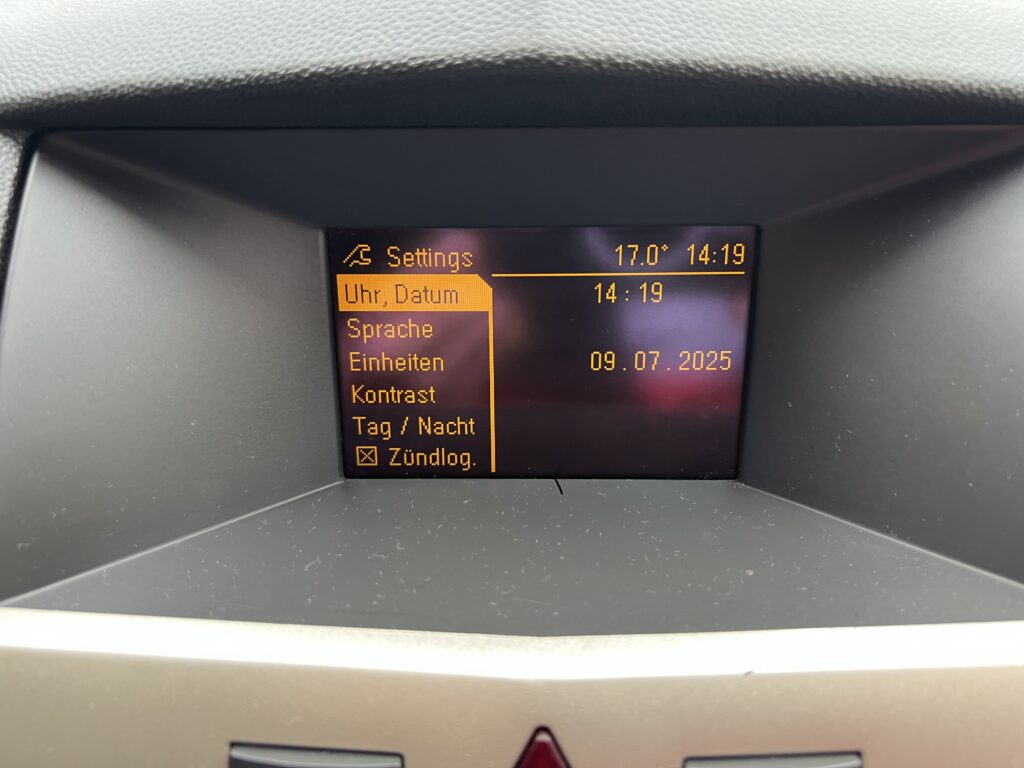 Settings 17.0° 14:19
Uhr, Datum 14 : 19
Sprache
Einheiten 09 . 07 . 2025
Kontrast
Tag / Nacht
Zündlog.